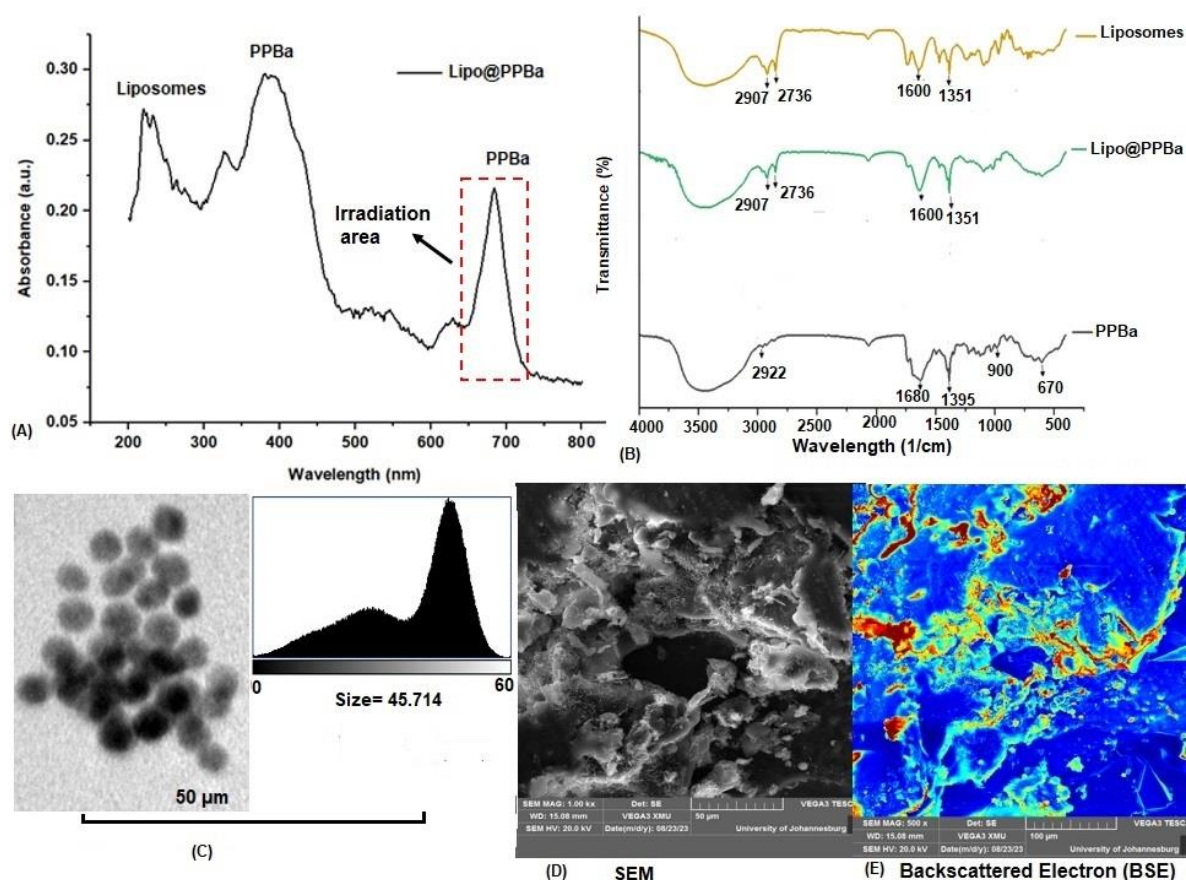 PPBa
Liposomes
Lipo@PPBa
PPBa
Irradiation
area
Absorbance (a.u.)
0.30
0.25
0.20
0.15
0.10
0.05
200 300 400 500 600 700 800
Wavelength (nm)
(A)
Liposomes
2907 2736 1600 1351
Lipo@PPBa
2907 2736 1600 1351
PPBa
2922 1680 1395 900 670
Transmittance (%)
4000 3500 3000 2500 2000 1500 1000 500
Wavelength (1/cm)
(B)
50 µm
0 60
Size= 45.714
(C)
SEM MAG: 1.00 kx Det: SE VEGA3 TESC
WD: 15.08 mm VEGA3 XMU 50 µm
SEM HV: 20.0 kV Date(m/d/y): 08/23/23 University of Johannesburg
(D) SEM
SEM MAG: 500 x Det: SE VEGA3 TESC
WD: 15.08 mm VEGA3 XMU 100 µm
SEM HV: 20.0 kV Date(m/d/y): 08/23/23 University of Johannesburg
(E) Backscattered Electron (BSE)